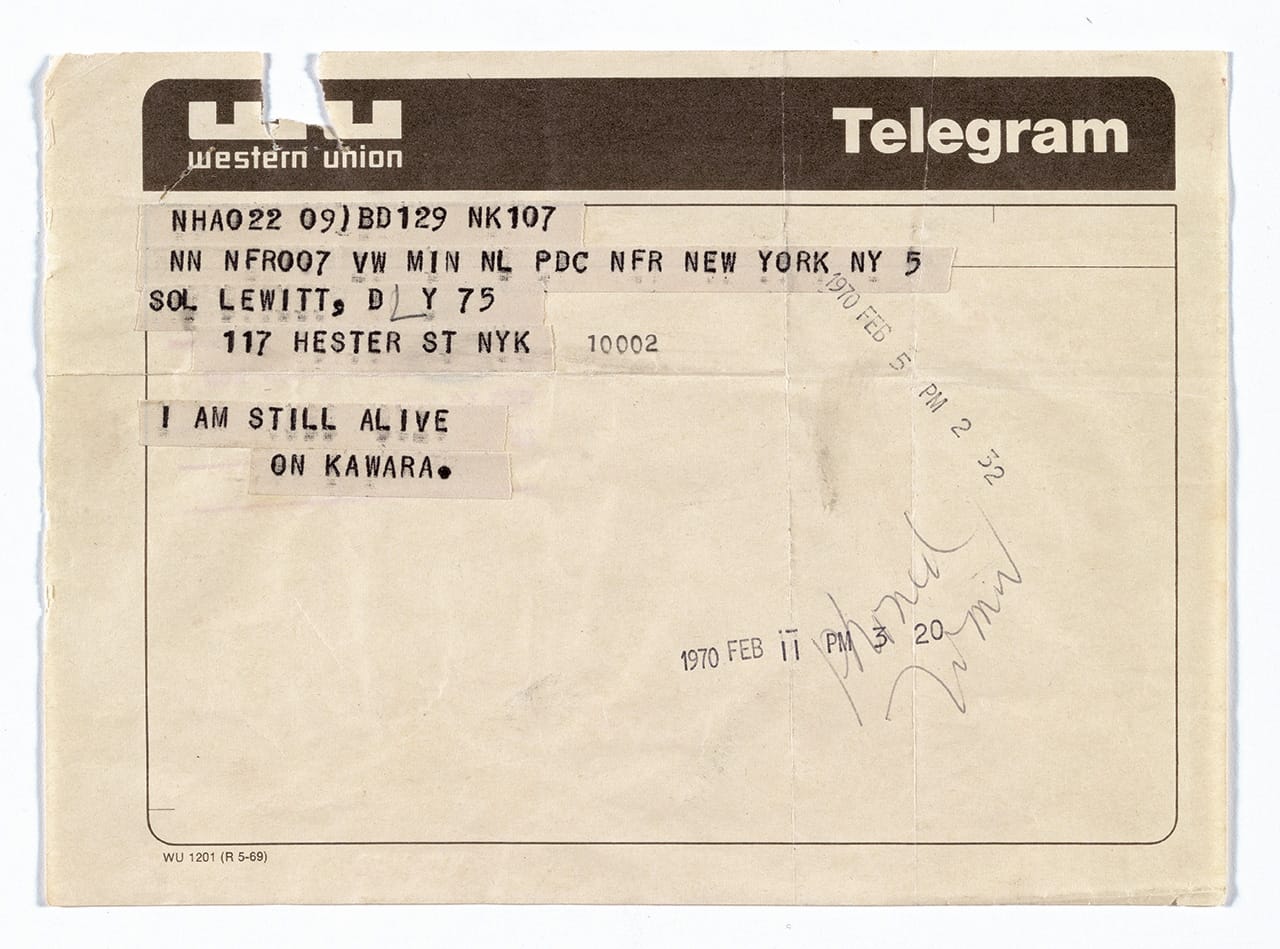 western union
Telegram
NHA022 09)BD129 NK107
NN NFR007 VW MIN NL PDC NFR NEW YORK NY 5
SOL LEWITT, DLY 75
117 HESTER ST NYK 10002
1970 FEB 5 PM 2 32
I AM STILL ALIVE
ON KAWARA.
phoned
1970 FEB 11 PM 3 20
WU 1201 (R 5-69)